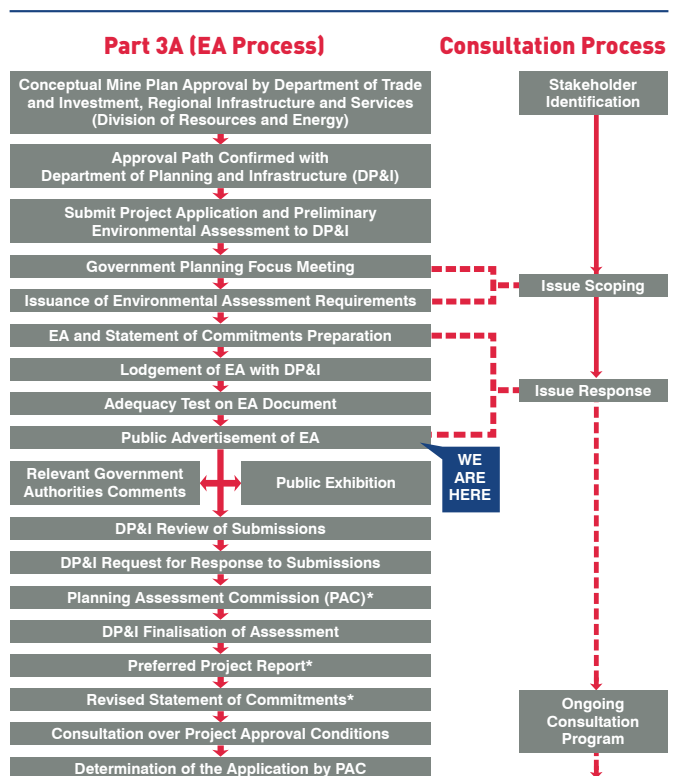 Part 3A (EA Process)
Consultation Process
Conceptual Mine Plan Approval by Department of Trade
and Investment, Regional Infrastructure and Services
(Division of Resources and Energy)
Stakeholder
Identification
Approval Path Confirmed with
Department of Planning and Infrastructure (DP&I)
Submit Project Application and Preliminary
Environmental Assessment to DP&I
Government Planning Focus Meeting
Issue Scoping
Issuance of Environmental Assessment Requirements
EA and Statement of Commitments Preparation
Lodgement of EA with DP&I
Issue Response
Adequacy Test on EA Document
Public Advertisement of EA
WE
ARE
HERE
Relevant Government
Authorities Comments
Public Exhibition
DP&I Review of Submissions
DP&I Request for Response to Submissions
Planning Assessment Commission (PAC)*
DP&I Finalisation of Assessment
Preferred Project Report*
Revised Statement of Commitments*
Ongoing
Consultation
Program
Consultation over Project Approval Conditions
Determination of the Application by PAC